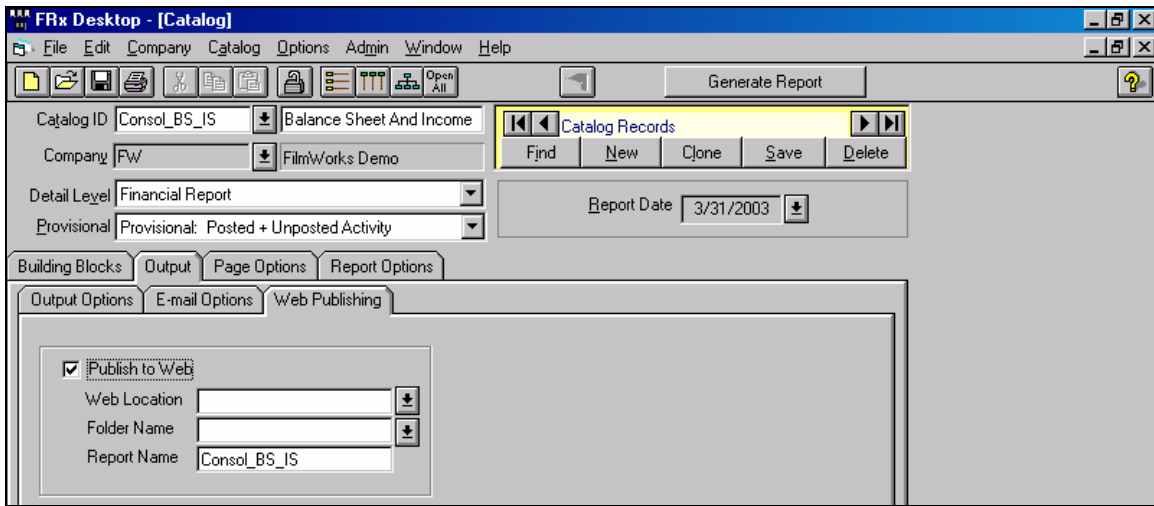 FRx Desktop - [Catalog]
File Edit Company Catalog Options Admin Window Help
Open All
Generate Report
Catalog ID Consol_BS_IS Balance Sheet And Income
Catalog Records
Company FW FilmWorks Demo
Find New Clone Save Delete
Detail Level Financial Report
Report Date 3/31/2003
Provisional Provisional: Posted + Unposted Activity
Building Blocks Output Page Options Report Options
Output Options E-mail Options Web Publishing
Publish to Web
Web Location
Folder Name
Report Name Consol_BS_IS